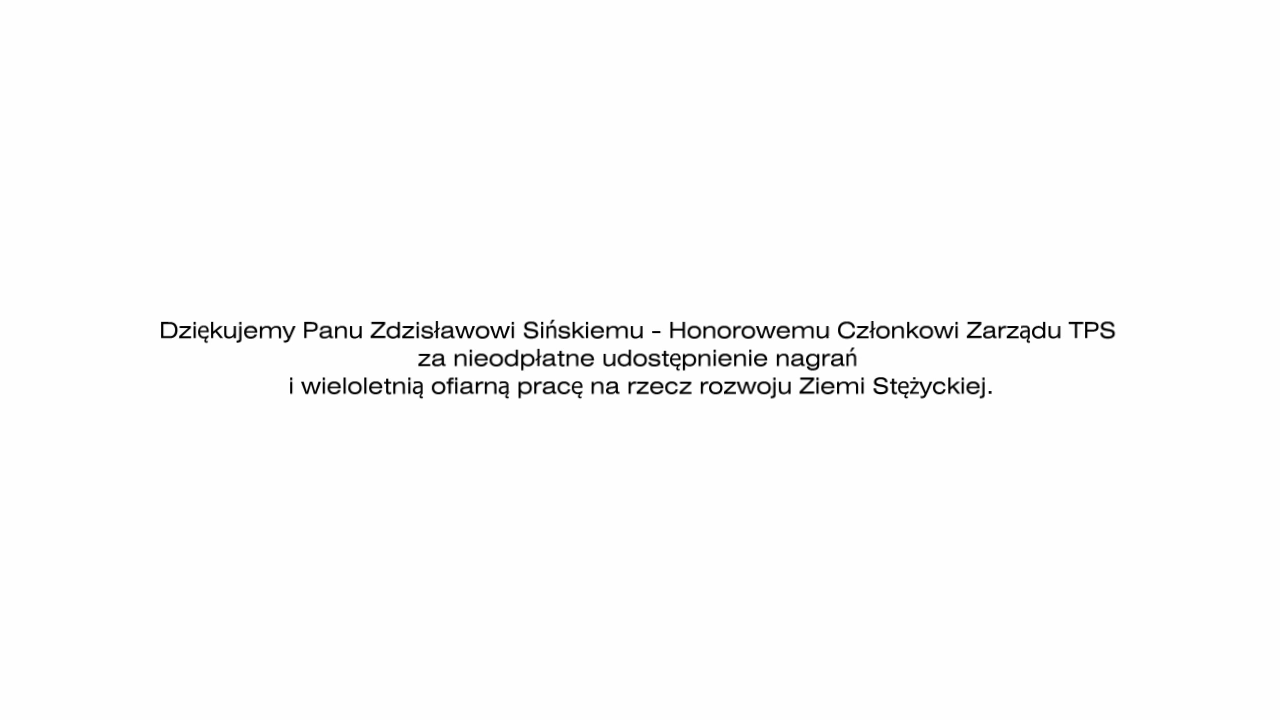 Dziękujemy Panu Zdzisławowi Sińskiemu - Honorowemu Członkowi Zarządu TPS
za nieodpłatne udostępnienie nagrań
i wieloletnią ofiarną pracę na rzecz rozwoju Ziemi Stężyckiej.